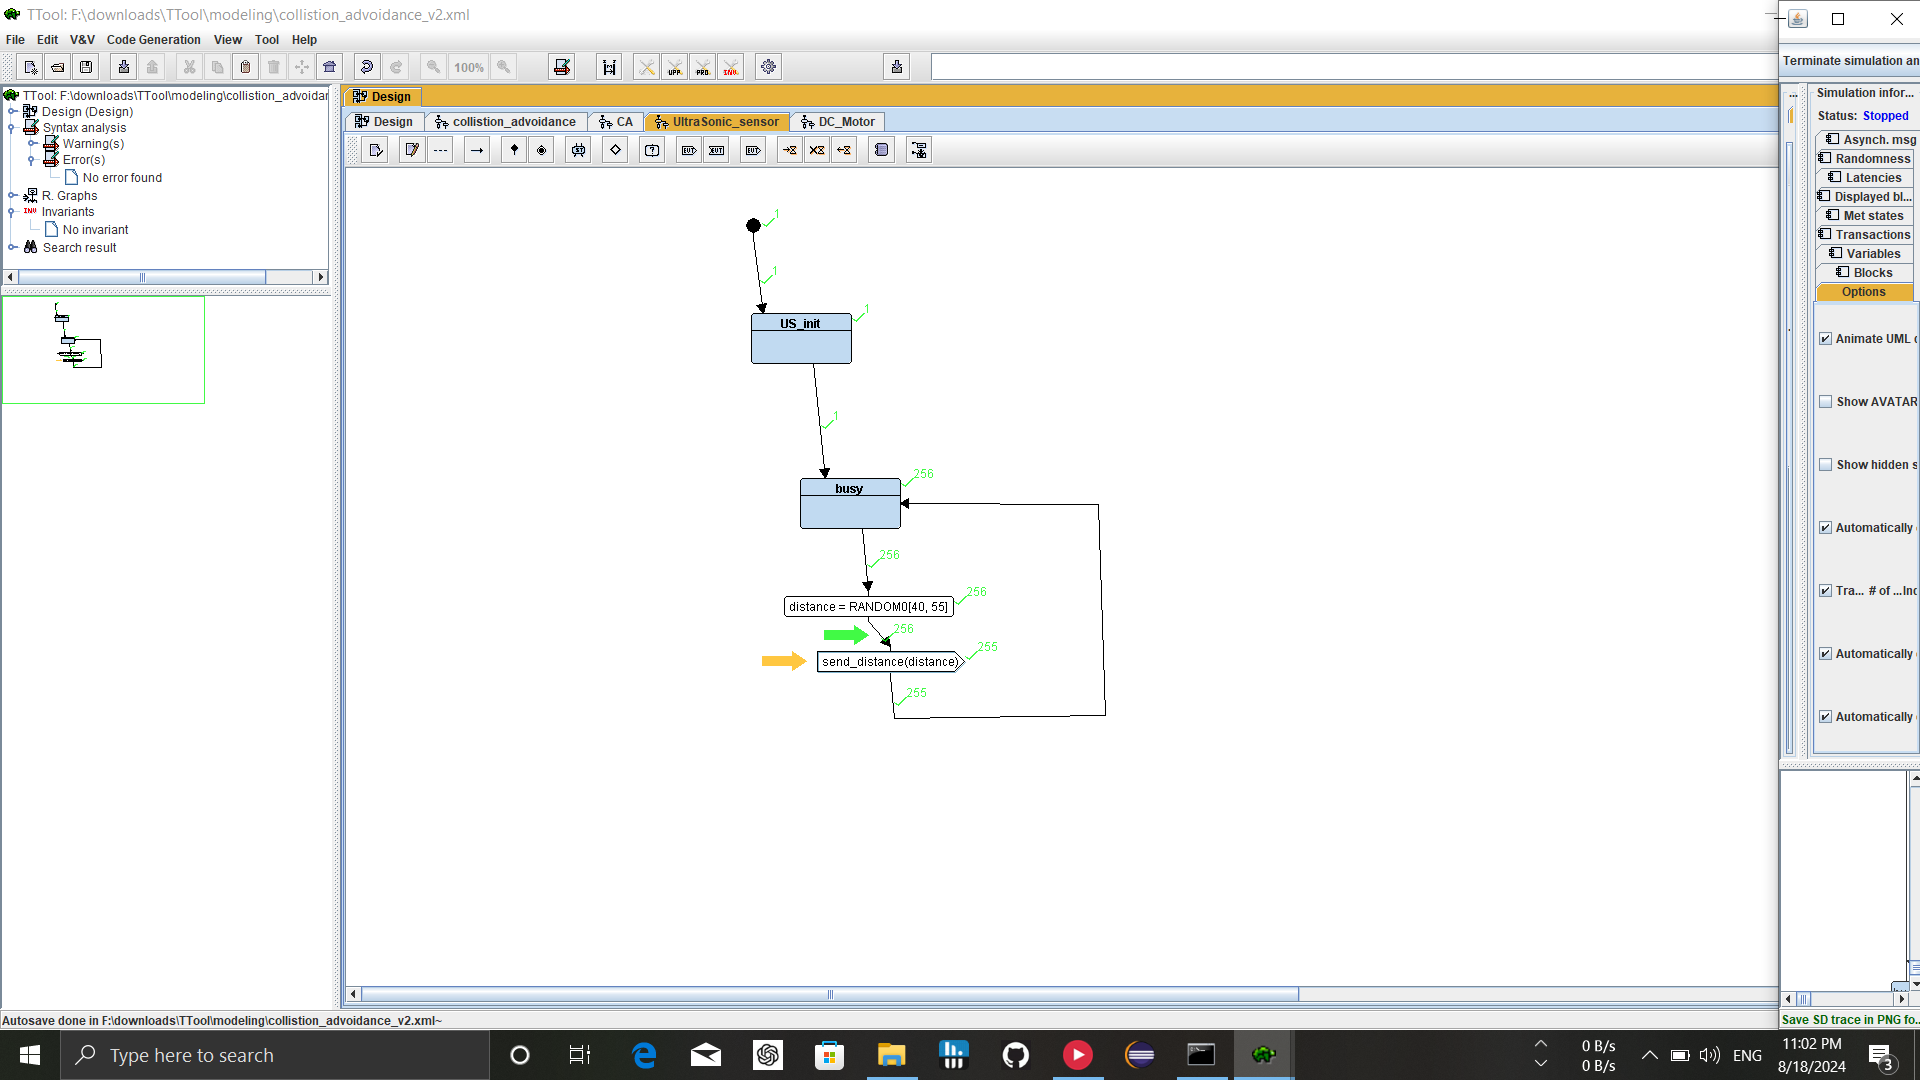 TTool: F:\downloads\TTool\modeling\collistion_advoidance_v2.xml
File Edit V&V Code Generation View Tool Help
100%
UPP
PRO
INV
TTool: F:\downloads\TTool\modeling\collistion_advoidan
Design (Design)
Syntax analysis
Warning(s)
Error(s)
No error found
R. Graphs
Invariants
No invariant
Search result
Design
Design collistion_advoidance CA UltraSonic_sensor DC_Motor
1
1
US_init
1
1
busy
256
256
distance = RANDOM0[40, 55]
256
256
send_distance(distance)
255
255
Terminate simulation an
Simulation infor...
Status: Stopped
Asynch. msg
Randomness
Latencies
Displayed bl...
Met states
Transactions
Variables
Blocks
Options
Animate UML
Show AVATAR
Show hidden s
Automatically
Tra... # of ...Inc
Automatically
Automatically
Save SD trace in PNG fo...
Autosave done in F:\downloads\TTool\modeling\collistion_advoidance_v2.xml~
Type here to search
0 B/s
0 B/s
ENG
11:02 PM
8/18/2024
3